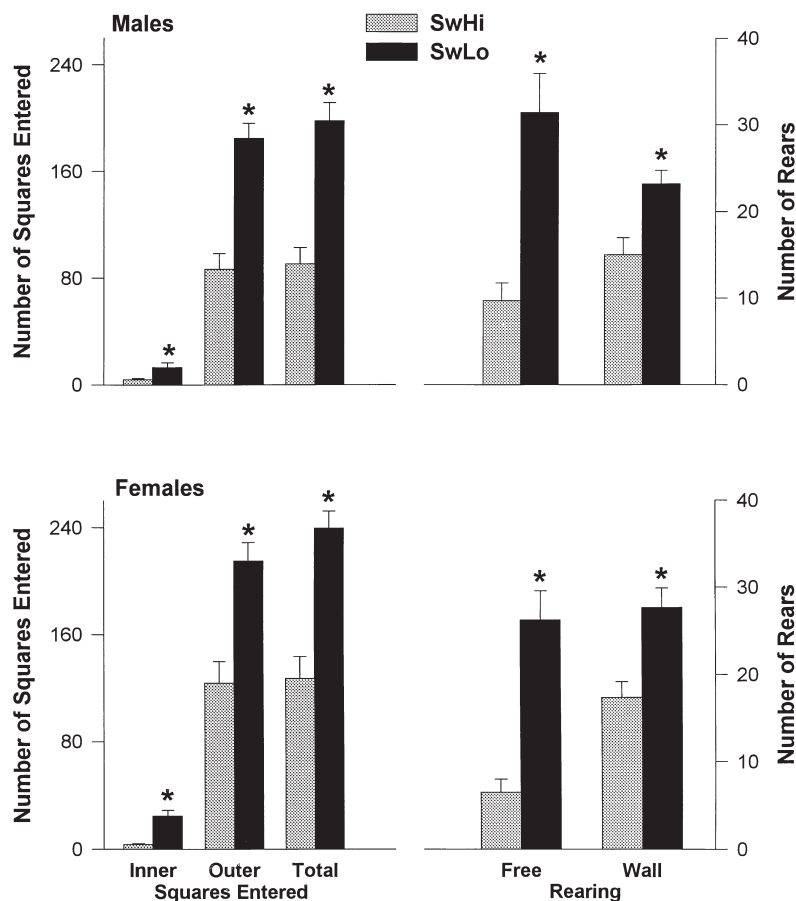 Males
SwHi
SwLo
Number of Squares Entered
240
160
80
0
*
*
*
*
*
40
30
20
10
0
Number of Rears
Females
Number of Squares Entered
240
160
80
0
*
*
*
*
*
40
30
20
10
0
Number of Rears
Inner Outer Total
Squares Entered
Free Wall
Rearing